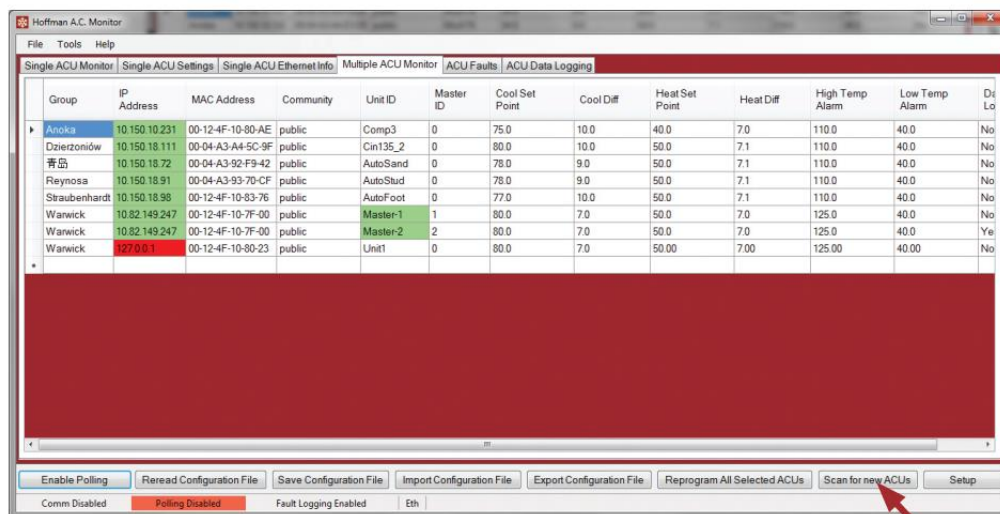 Hoffman A.C. Monitor
File Tools Help
Single ACU Monitor Single ACU Settings Single ACU Ethernet Info Multiple ACU Monitor ACU Faults ACU Data Logging
Group IP Address MAC Address Community Unit ID Master ID Cool Set Point Cool Diff Heat Set Point Heat Diff High Temp Alarm Low Temp Alarm Da Lo
Anoka 10.150.10.231 00-12-4F-10-80-AE public Comp3 0 75.0 10.0 40.0 7.0 110.0 40.0 No
Dzierzoniów 10.150.18.111 00-04-A3-A4-5C-9F public Cin135_2 0 80.0 10.0 50.0 7.1 110.0 40.0 No
青岛 10.150.18.72 00-04-A3-92-F9-42 public AutoSand 0 78.0 9.0 50.0 7.1 110.0 40.0 No
Reynosa 10.150.18.91 00-04-A3-93-70-CF public AutoStud 0 78.0 9.0 50.0 7.1 110.0 40.0 No
Straubenhardt 10.150.18.98 00-12-4F-10-83-76 public AutoFoot 0 77.0 10.0 50.0 7.1 110.0 40.0 No
Warwick 10.82.149.247 00-12-4F-10-7F-00 public Master-1 1 80.0 7.0 50.0 7.0 125.0 40.0 No
Warwick 10.82.149.247 00-12-4F-10-7F-00 public Master-2 2 80.0 7.0 50.0 7.0 125.0 40.0 Ye
Warwick 127.0.0.1 00-12-4F-10-80-23 public Unit1 0 80.0 7.0 50.00 7.00 125.00 40.00 No
Enable Polling Reread Configuration File Save Configuration File Import Configuration File Export Configuration File Reprogram All Selected ACUs Scan for new ACUs Setup
Comm Disabled Polling Disabled Fault Logging Enabled Eth